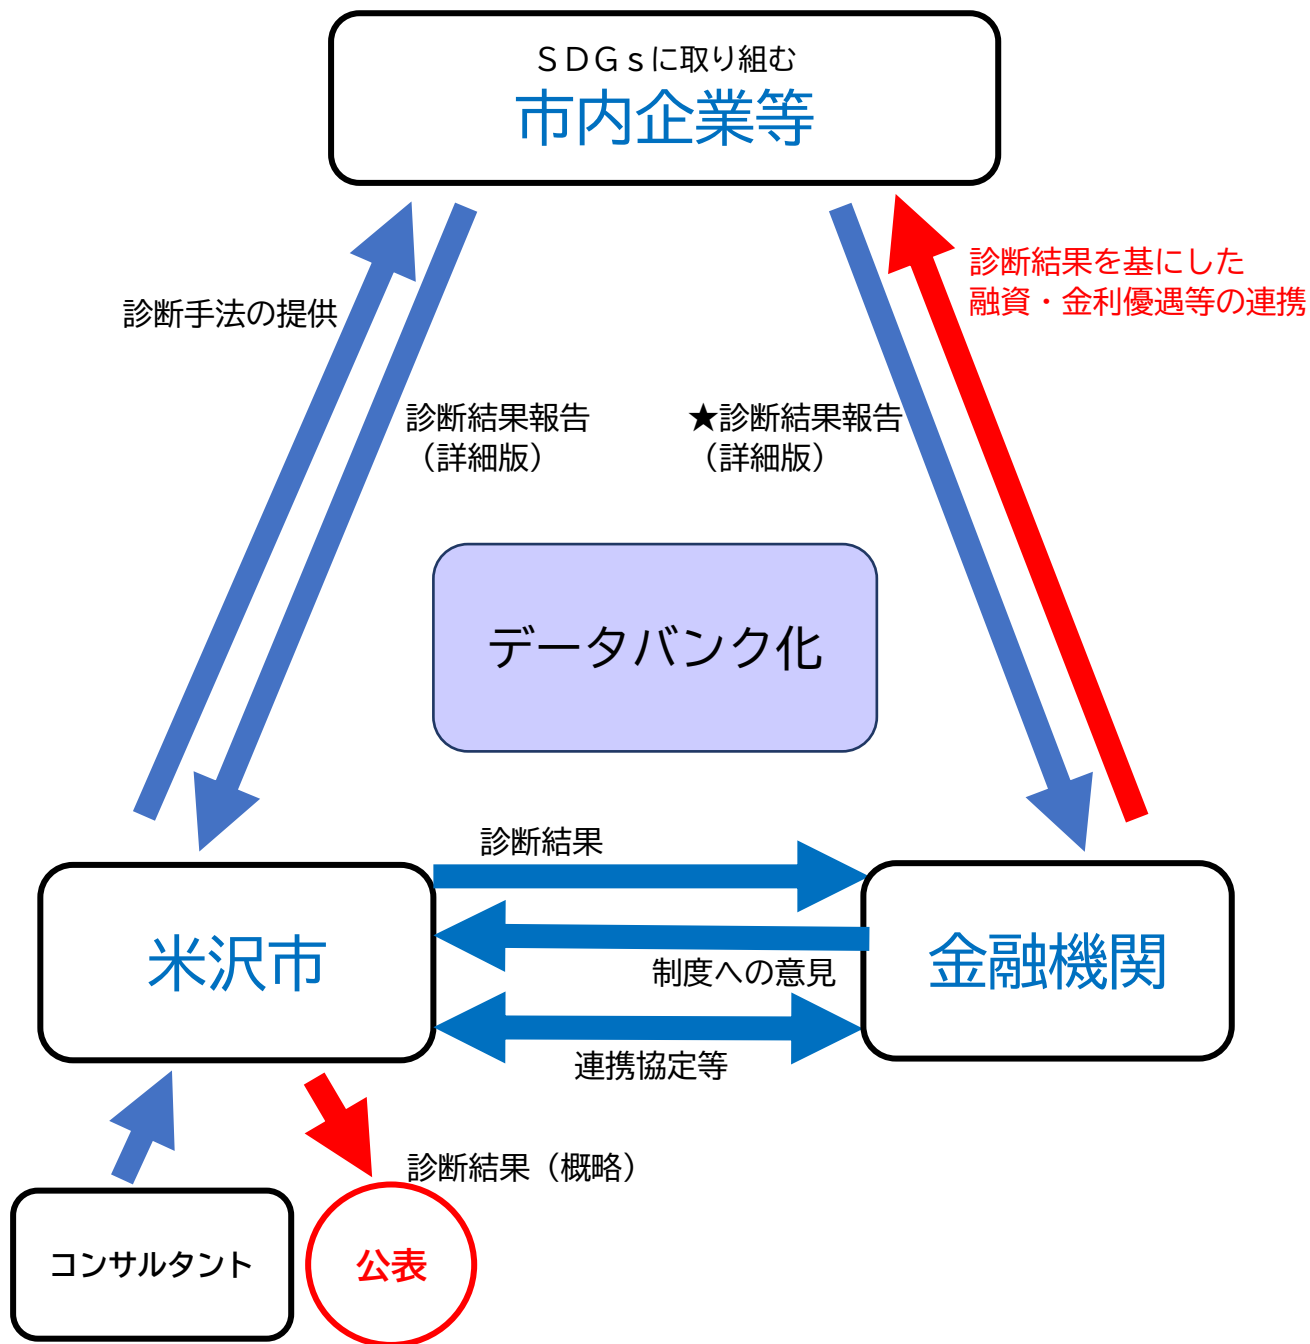 ＳＤＧｓに取り組む
市内企業等
診断結果を基にした
融資・金利優遇等の連携
診断手法の提供
診断結果報告
（詳細版）
★診断結果報告
（詳細版）
データバンク化
診断結果
米沢市
金融機関
制度への意見
連携協定等
診断結果（概略）
コンサルタント
公表